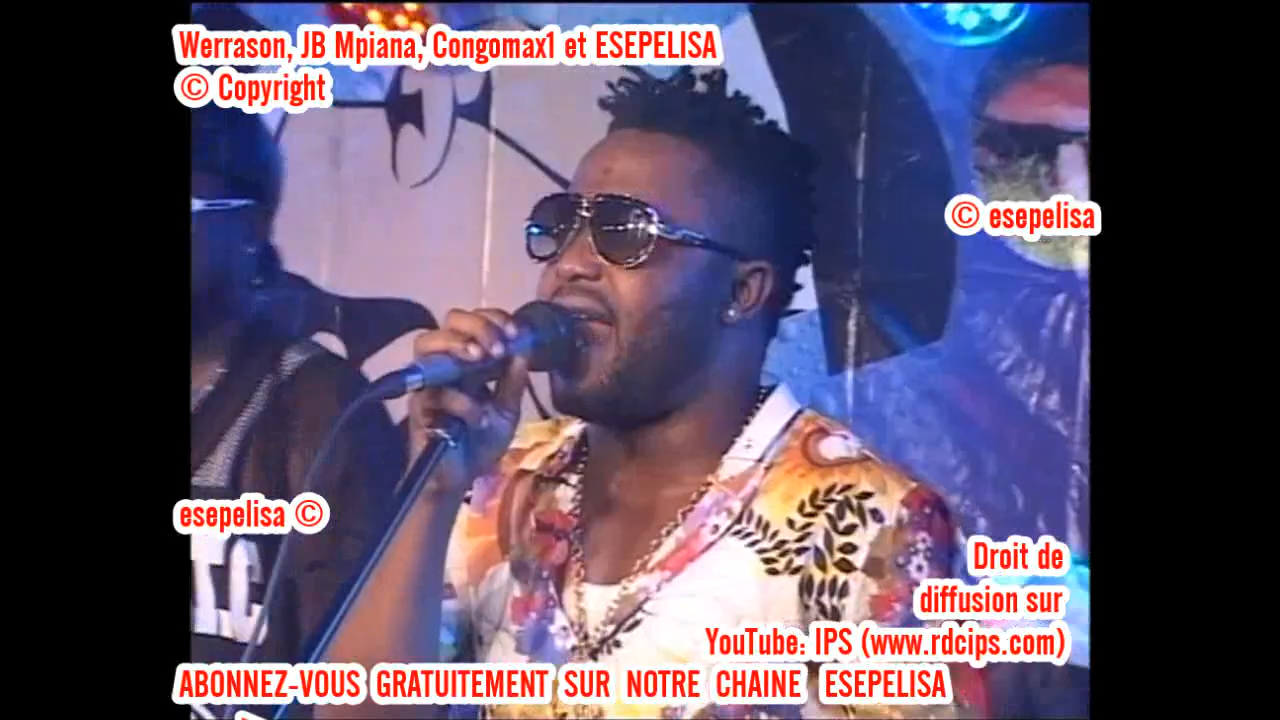 Werrason, JB Mpiana, Congomax1 et ESEPELISA
© Copyright
© esepelisa
esepelisa ©
Droit de
diffusion sur
YouTube: IPS (www.rdcips.com)
ABONNEZ-VOUS GRATUITEMENT SUR NOTRE CHAINE ESEPELISA